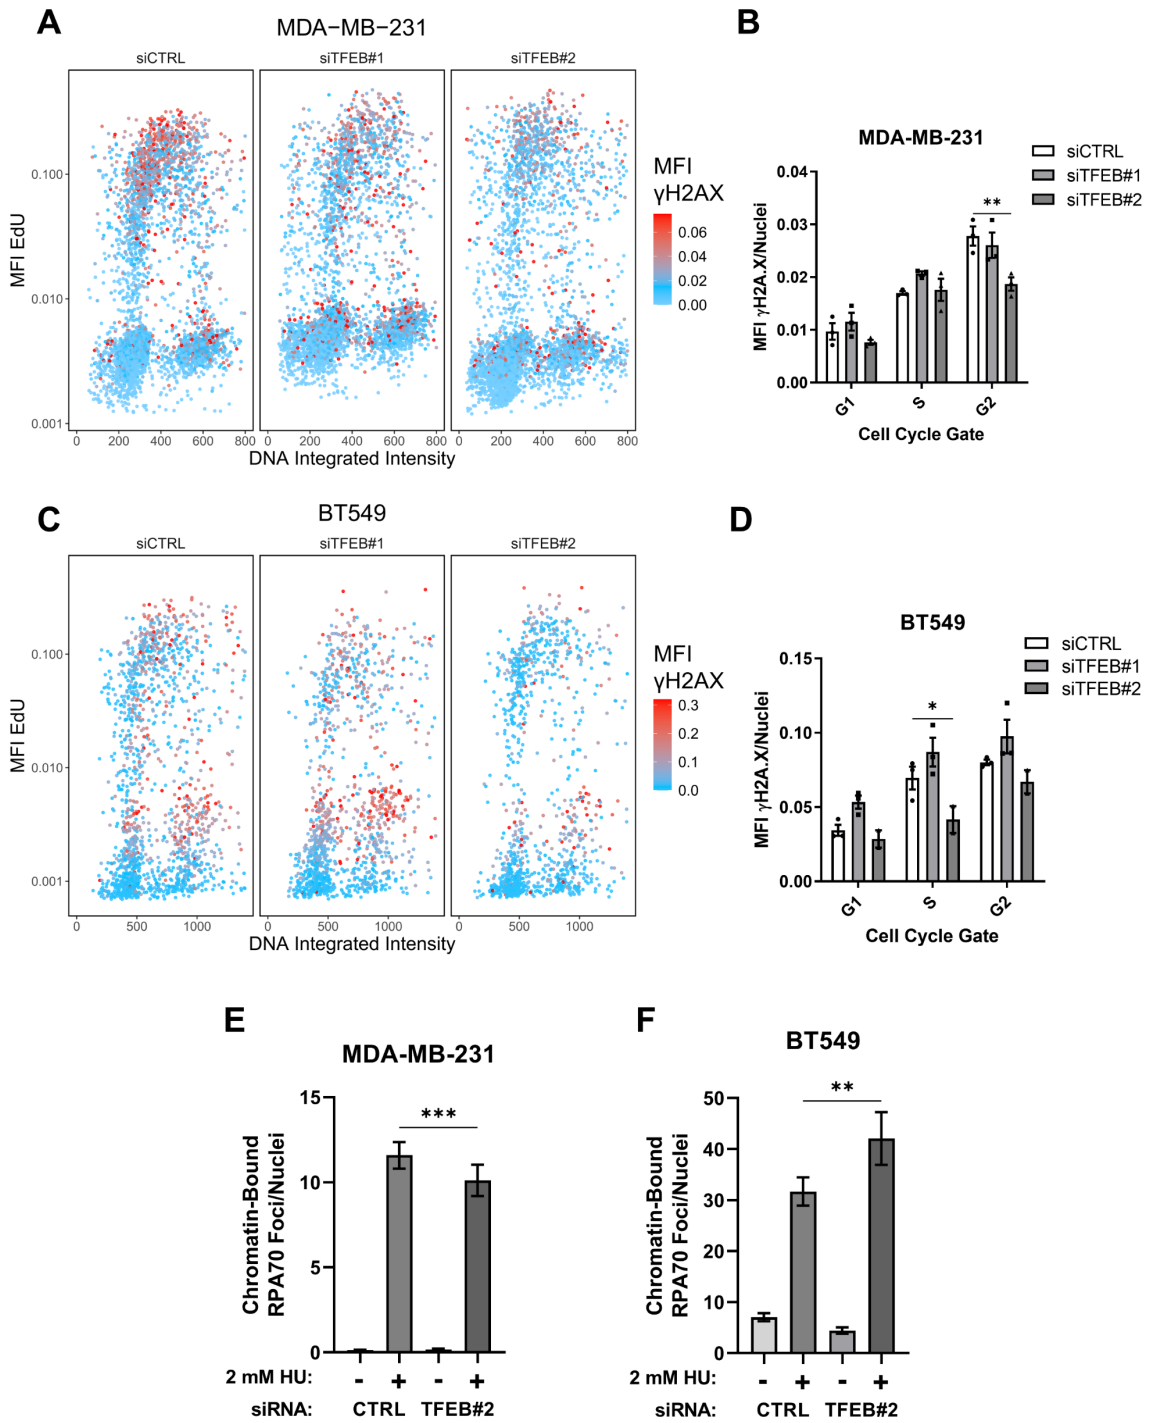 A
MDA−MB−231
siCTRL
siTFEB#1
siTFEB#2
MFI EdU
0.100
0.010
0.001
0 200 400 600 800
0 200 400 600 800
0 200 400 600 800
DNA Integrated Intensity
MFI
γH2AX
0.06
0.04
0.02
0.00
B
MDA-MB-231
siCTRL
siTFEB#1
siTFEB#2
MFI γH2A.X/Nuclei
0.04
0.03
0.02
0.01
0.00
**
G1
S
G2
Cell Cycle Gate
C
BT549
siCTRL
siTFEB#1
siTFEB#2
MFI EdU
0.100
0.010
0.001
0 500 1000
0 500 1000
0 500 1000
DNA Integrated Intensity
MFI
γH2AX
0.3
0.2
0.1
0.0
D
BT549
siCTRL
siTFEB#1
siTFEB#2
MFI γH2A.X/Nuclei
0.15
0.10
0.05
0.00
*
G1
S
G2
Cell Cycle Gate
E
MDA-MB-231
Chromatin-Bound
RPA70 Foci/Nuclei
15
10
5
0
***
2 mM HU: - + - +
siRNA: CTRL TFEB#2
F
BT549
Chromatin-Bound
RPA70 Foci/Nuclei
50
40
30
20
10
0
**
2 mM HU: - + - +
siRNA: CTRL TFEB#2